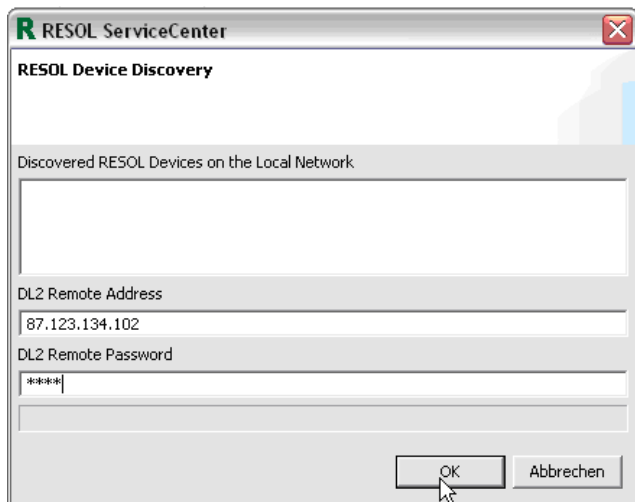 RESOL ServiceCenter
RESOL Device Discovery
Discovered RESOL Devices on the Local Network
DL2 Remote Address
87.123.134.102
DL2 Remote Password
****
OK
Abbrechen